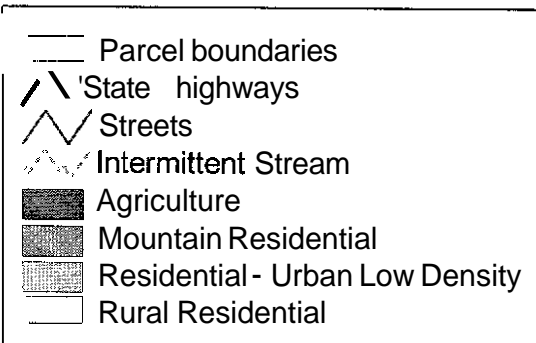 Parcel boundaries
'State highways
Streets
Intermittent Stream
Agriculture
Mountain Residential
Residential - Urban Low Density
Rural Residential